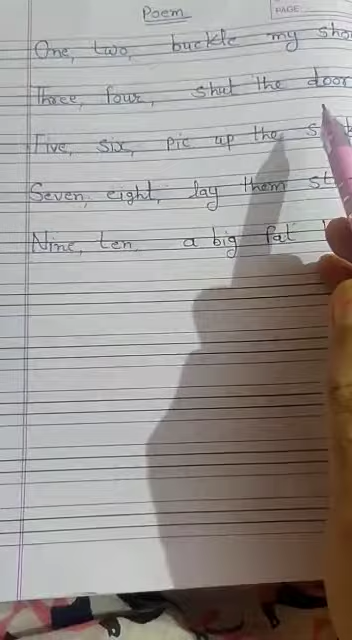 Poem
PAGE
One, two, buckle my sho
Three, four, shut the door
Five, six, pic up the s
Seven, eight, lay them st
Nine, ten, a big fat